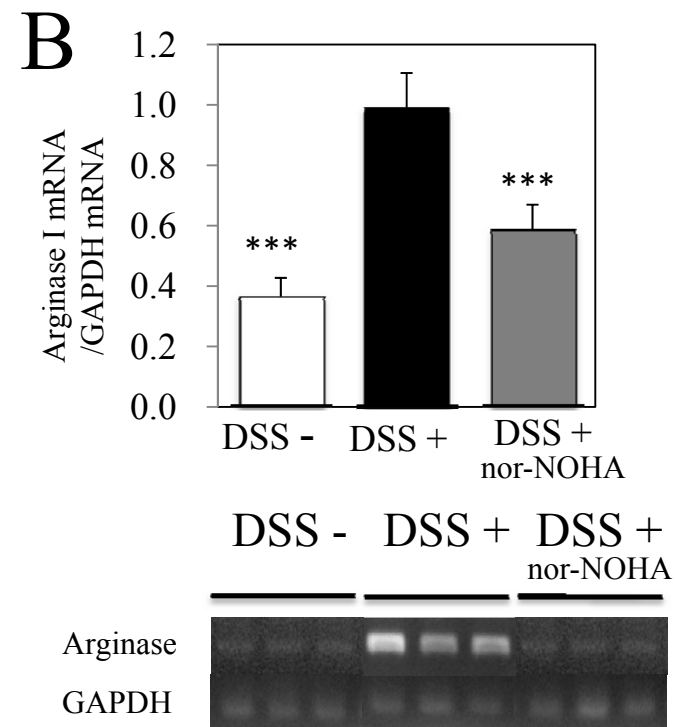 B
1.2
1.0
0.8
0.6
0.4
0.2
0.0
Arginase I mRNA
/GAPDH mRNA
***
***
DSS - DSS + DSS +
nor-NOHA
DSS - DSS + DSS +
nor-NOHA
Arginase
GAPDH